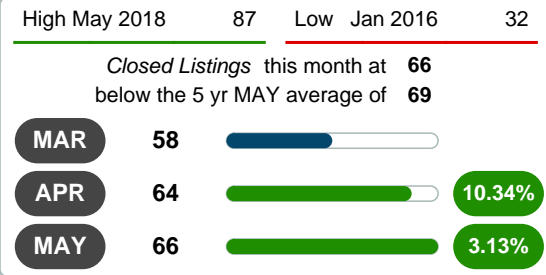 High May 2018 87 Low Jan 2016 32
Closed Listings this month at 66
below the 5 yr MAY average of 69
MAR 58
APR 64 10.34%
MAY 66 3.13%